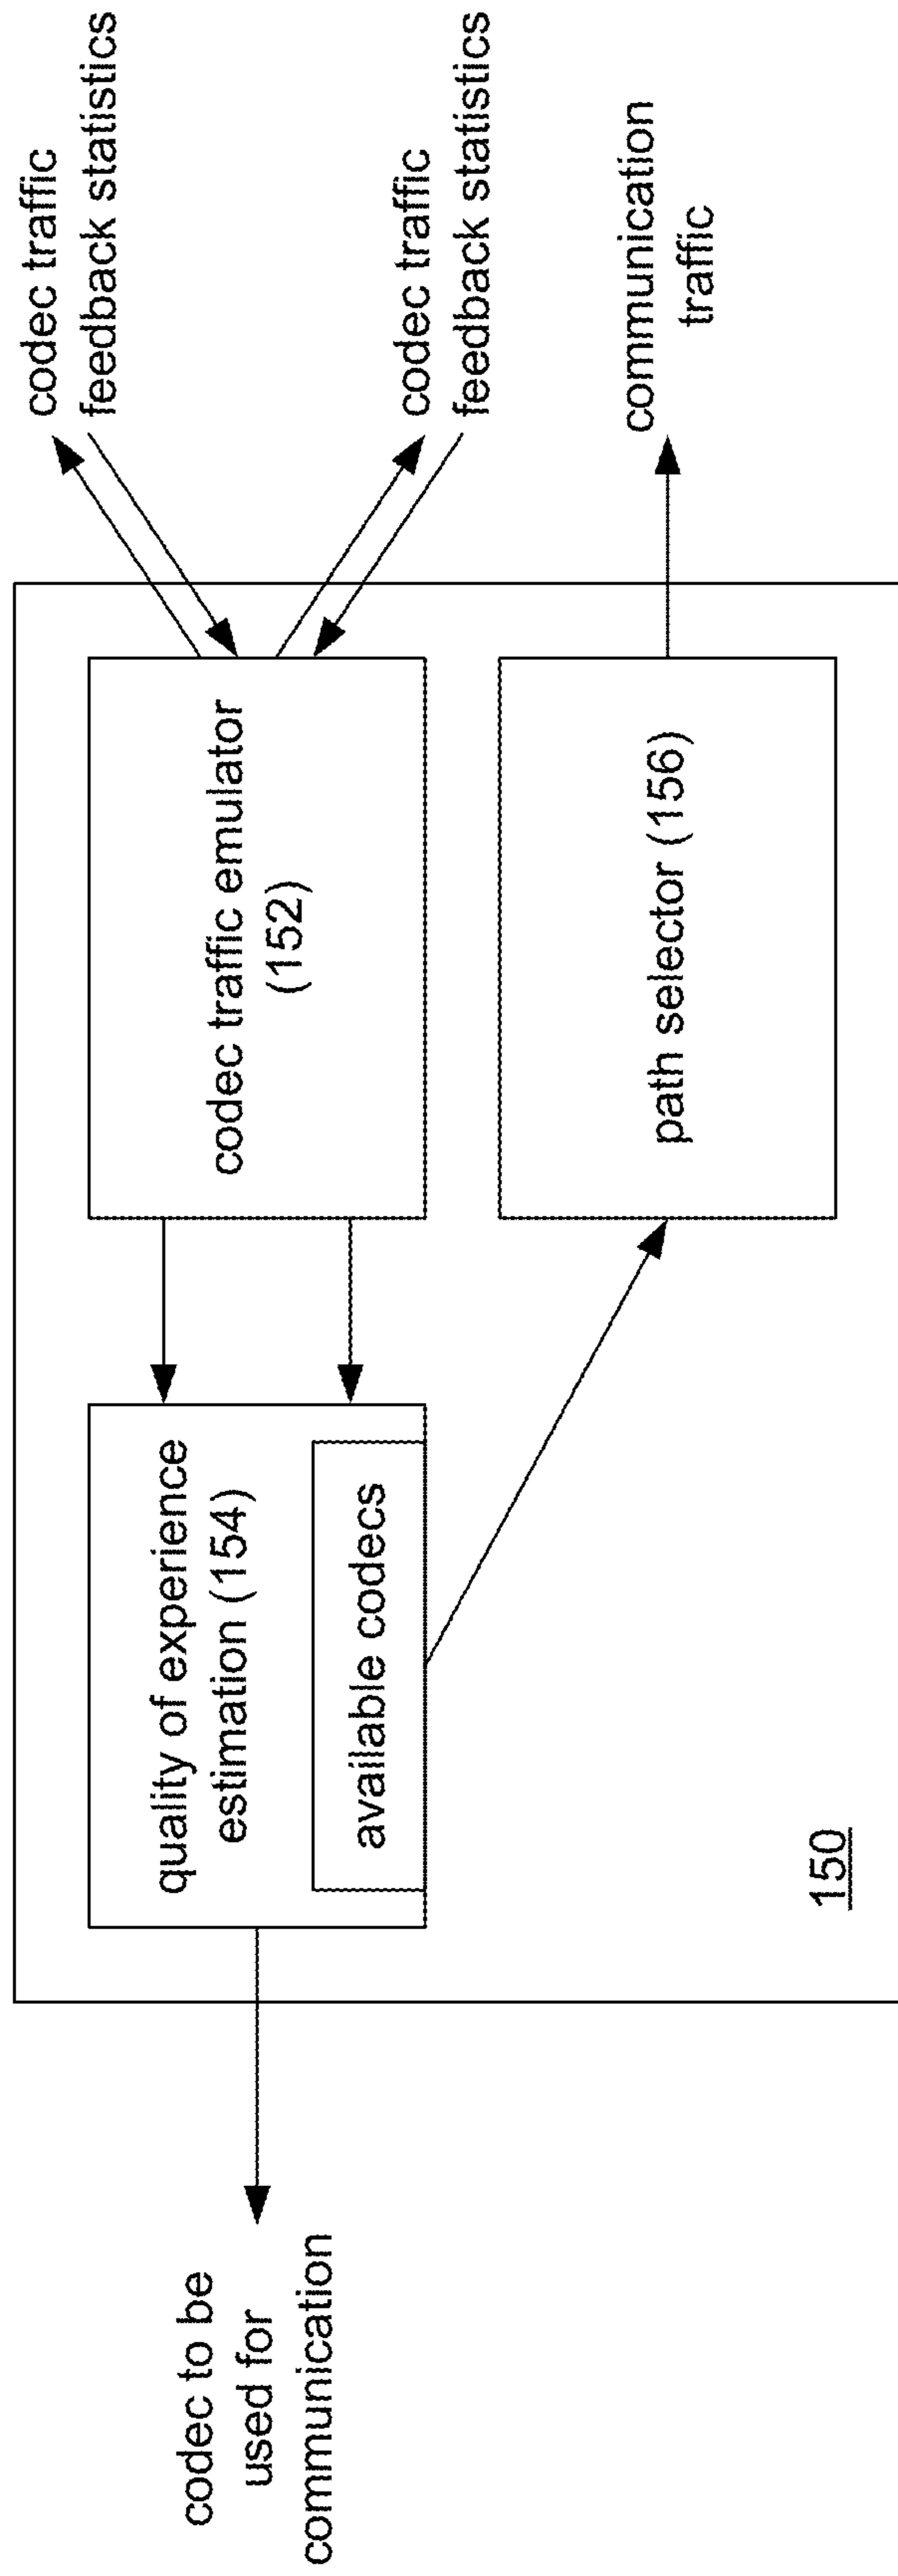 codec to be
used for
communication
quality of experience
estimation (154)
available codecs
150
codec traffic emulator
(152)
path selector (156)
codec traffic
feedback statistics
codec traffic
feedback statistics
communication
traffic